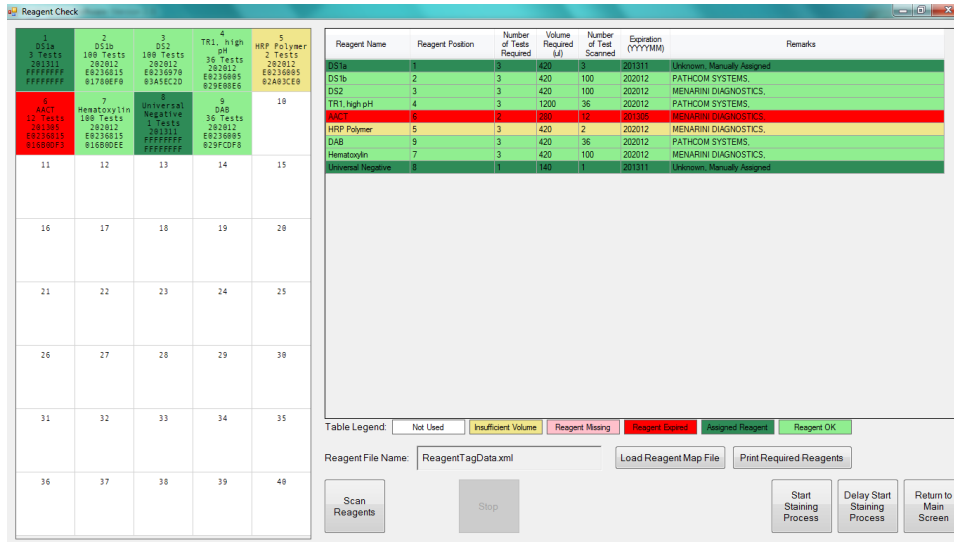 Reagent Check
1
DS1a
3 Tests
201311
FFFFFFFF
FFFFFFFF
2
DS1b
100 Tests
202012
E0236815
01780EF0
3
DS2
100 Tests
202012
E0236970
03A5EC2D
4
TR1, high
pH
36 Tests
202012
E0236005
029E08E6
5
HRP Polymer
2 Tests
202012
E0236005
02A03CE0
6
AACT
12 Tests
201305
E0236815
016B0DF3
7
Hematoxylin
100 Tests
202012
E0236815
016B0DEE
8
Universal
Negative
1 Tests
201311
FFFFFFFF
FFFFFFFF
9
DAB
36 Tests
202012
E0236005
029FCDF8
10
11 12 13 14 15
16 17 18 19 20
21 22 23 24 25
26 27 28 29 30
31 32 33 34 35
36 37 38 39 40
Reagent Name Reagent Position Number of Tests Required Volume Required (ul) Number of Test Scanned Expiration (YYYYMM) Remarks
DS1a 1 3 420 3 201311 Unknown, Manually Assigned
DS1b 2 3 420 100 202012 PATHCOM SYSTEMS,
DS2 3 3 420 100 202012 MENARINI DIAGNOSTICS,
TR1, high pH 4 3 1200 36 202012 PATHCOM SYSTEMS,
AACT 6 2 280 12 201305 MENARINI DIAGNOSTICS,
HRP Polymer 5 3 420 2 202012 MENARINI DIAGNOSTICS,
DAB 9 3 420 36 202012 PATHCOM SYSTEMS,
Hematoxylin 7 3 420 100 202012 MENARINI DIAGNOSTICS,
Universal Negative 8 1 140 1 201311 Unknown, Manually Assigned
Table Legend: Not Used Insufficient Volume Reagent Missing Reagent Expired Assigned Reagent Reagent OK
Reagent File Name: ReagentTagData.xml Load Reagent Map File Print Required Reagents
Scan
Reagents
Stop
Start
Staining
Process
Delay Start
Staining
Process
Return to
Main
Screen